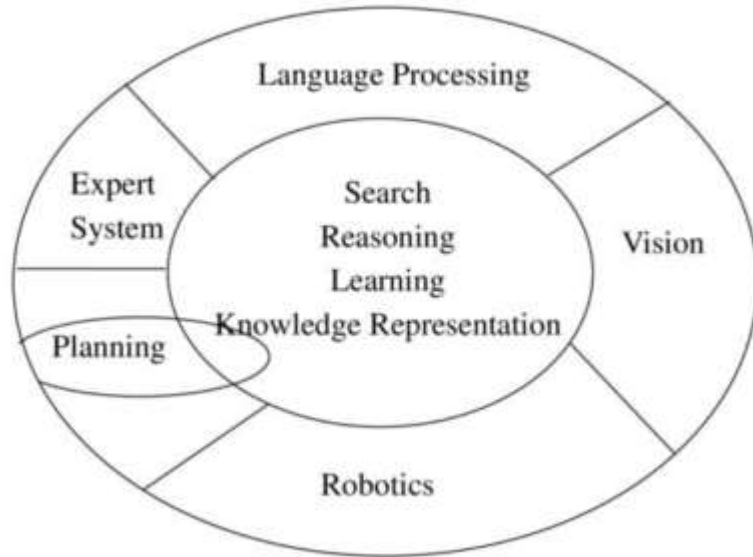 Language Processing
Expert
System
Search
Reasoning
Learning
Knowledge Representation
Vision
Planning
Robotics